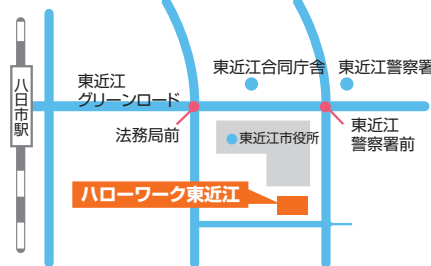 東近江合同庁舎
東近江警察署
東近江
グリーンロード
八日市駅
法務局前
東近江市役所
東近江
警察署前
ハローワーク東近江